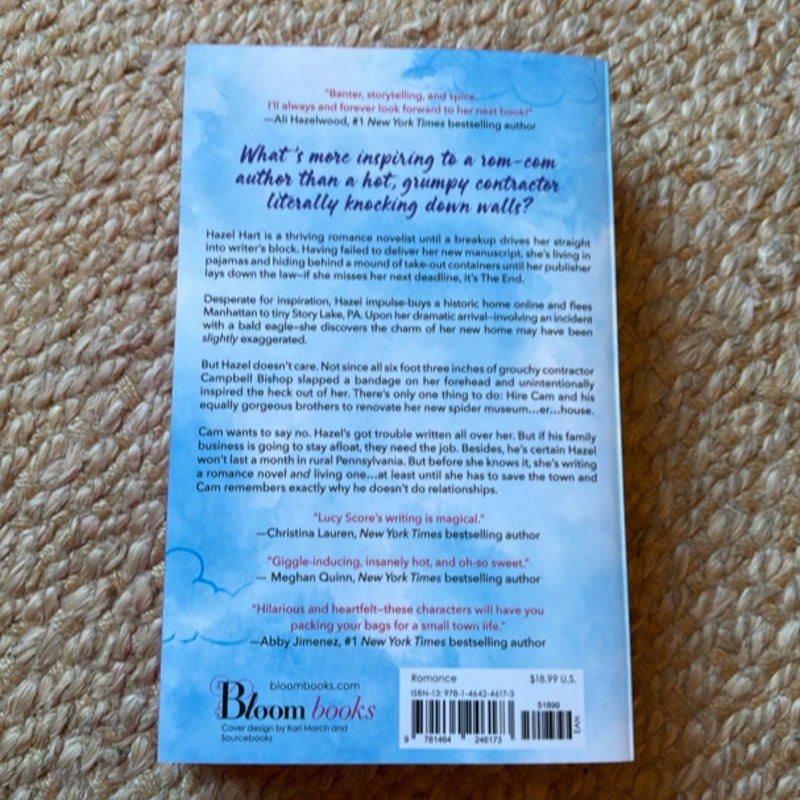 "Banter, storytelling, and spice.
I'll always and forever look forward to her next book!"
—Ali Hazelwood, #1 New York Times bestselling author
What's more inspiring to a rom-com
author than a hot, grumpy contractor
literally knocking down walls?
Hazel Hart is a thriving romance novelist until a breakup drives her straight
into writer's block. Having failed to deliver her new manuscript, she's living in
pajamas and hiding behind a mound of take-out containers until her publisher
lays down the law—if she misses her next deadline, it's The End.
Desperate for inspiration, Hazel impulse-buys a historic home online and flees
Manhattan to tiny Story Lake, PA. Upon her dramatic arrival—involving an incident
with a bald eagle—she discovers the charm of her new home may have been
slightly exaggerated.
But Hazel doesn't care. Not since all six foot three inches of grouchy contractor
Campbell Bishop slapped a bandage on her forehead and unintentionally
inspired the heck out of her. There's only one thing to do: Hire Cam and his
equally gorgeous brothers to renovate her new spider museum...er...house.
Cam wants to say no. Hazel's got trouble written all over her. But if his family
business is going to stay afloat, they need the job. Besides, he's certain Hazel
won't last a month in rural Pennsylvania. But before she knows it, she's writing
a romance novel and living one...at least until she has to save the town and
Cam remembers exactly why he doesn't do relationships.
"Lucy Score's writing is magical."
—Christina Lauren, New York Times bestselling author
"Giggle-inducing, insanely hot, and oh-so sweet."
— Meghan Quinn, New York Times bestselling author
"Hilarious and heartfelt—these characters will have you
packing your bags for a small town life."
—Abby Jimenez, #1 New York Times bestselling author
bloombooks.com
Bloom books
Cover design by Kari March and
Sourcebooks
Romance $18.99 U.S.
ISBN-13: 978-1-4642-4617-3
51899
EAN
9 781464 246173